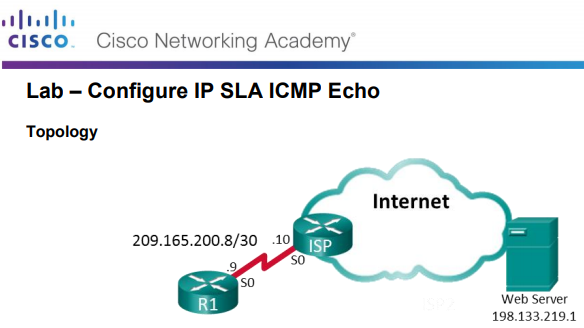 CISCO. Cisco Networking Academy®
Lab – Configure IP SLA ICMP Echo
Topology
Internet
209.165.200.8/30 .10
ISP
S0
.9
S0
R1
Web Server
198.133.219.1